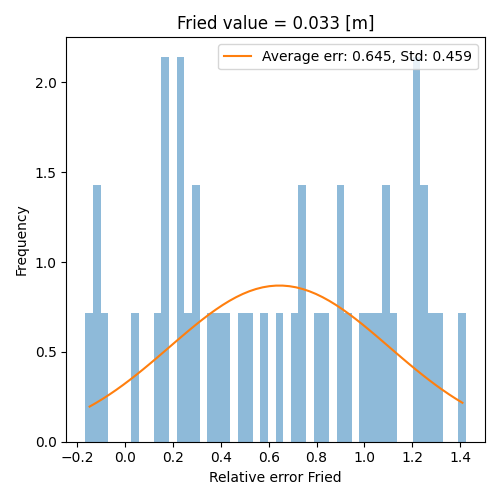 Fried value = 0.033 [m]
Average err: 0.645, Std: 0.459
Frequency
2.0
1.5
1.0
0.5
0.0
−0.2 0.0 0.2 0.4 0.6 0.8 1.0 1.2 1.4
Relative error Fried